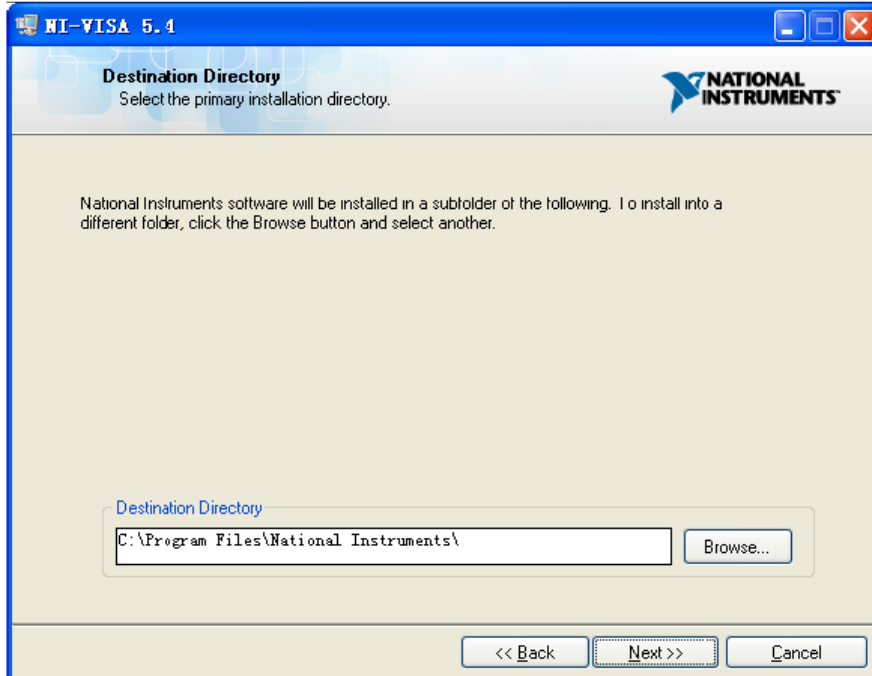 NI-VISA 5.4
Destination Directory
Select the primary installation directory.
NATIONAL
INSTRUMENTS™
National Instruments software will be installed in a subfolder of the following. To install into a
different folder, click the Browse button and select another.
Destination Directory
C:\Program Files\National Instruments\
Browse...
<< Back
Next >>
Cancel